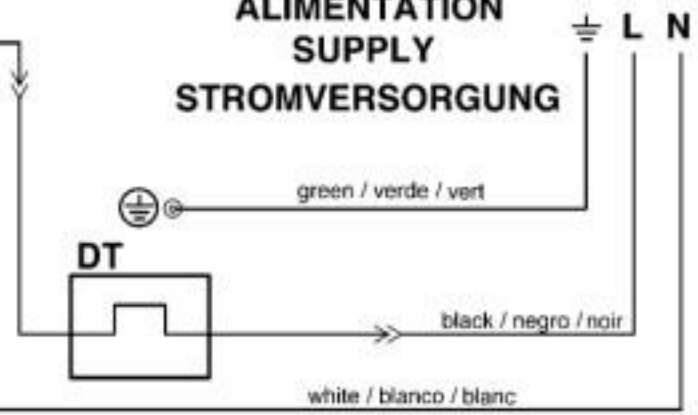 ALIMENTATION
SUPPLY
STROMVERSORGUNG
L N
green / verde / vert
DT
black / negro / noir
white / blanco / blanc